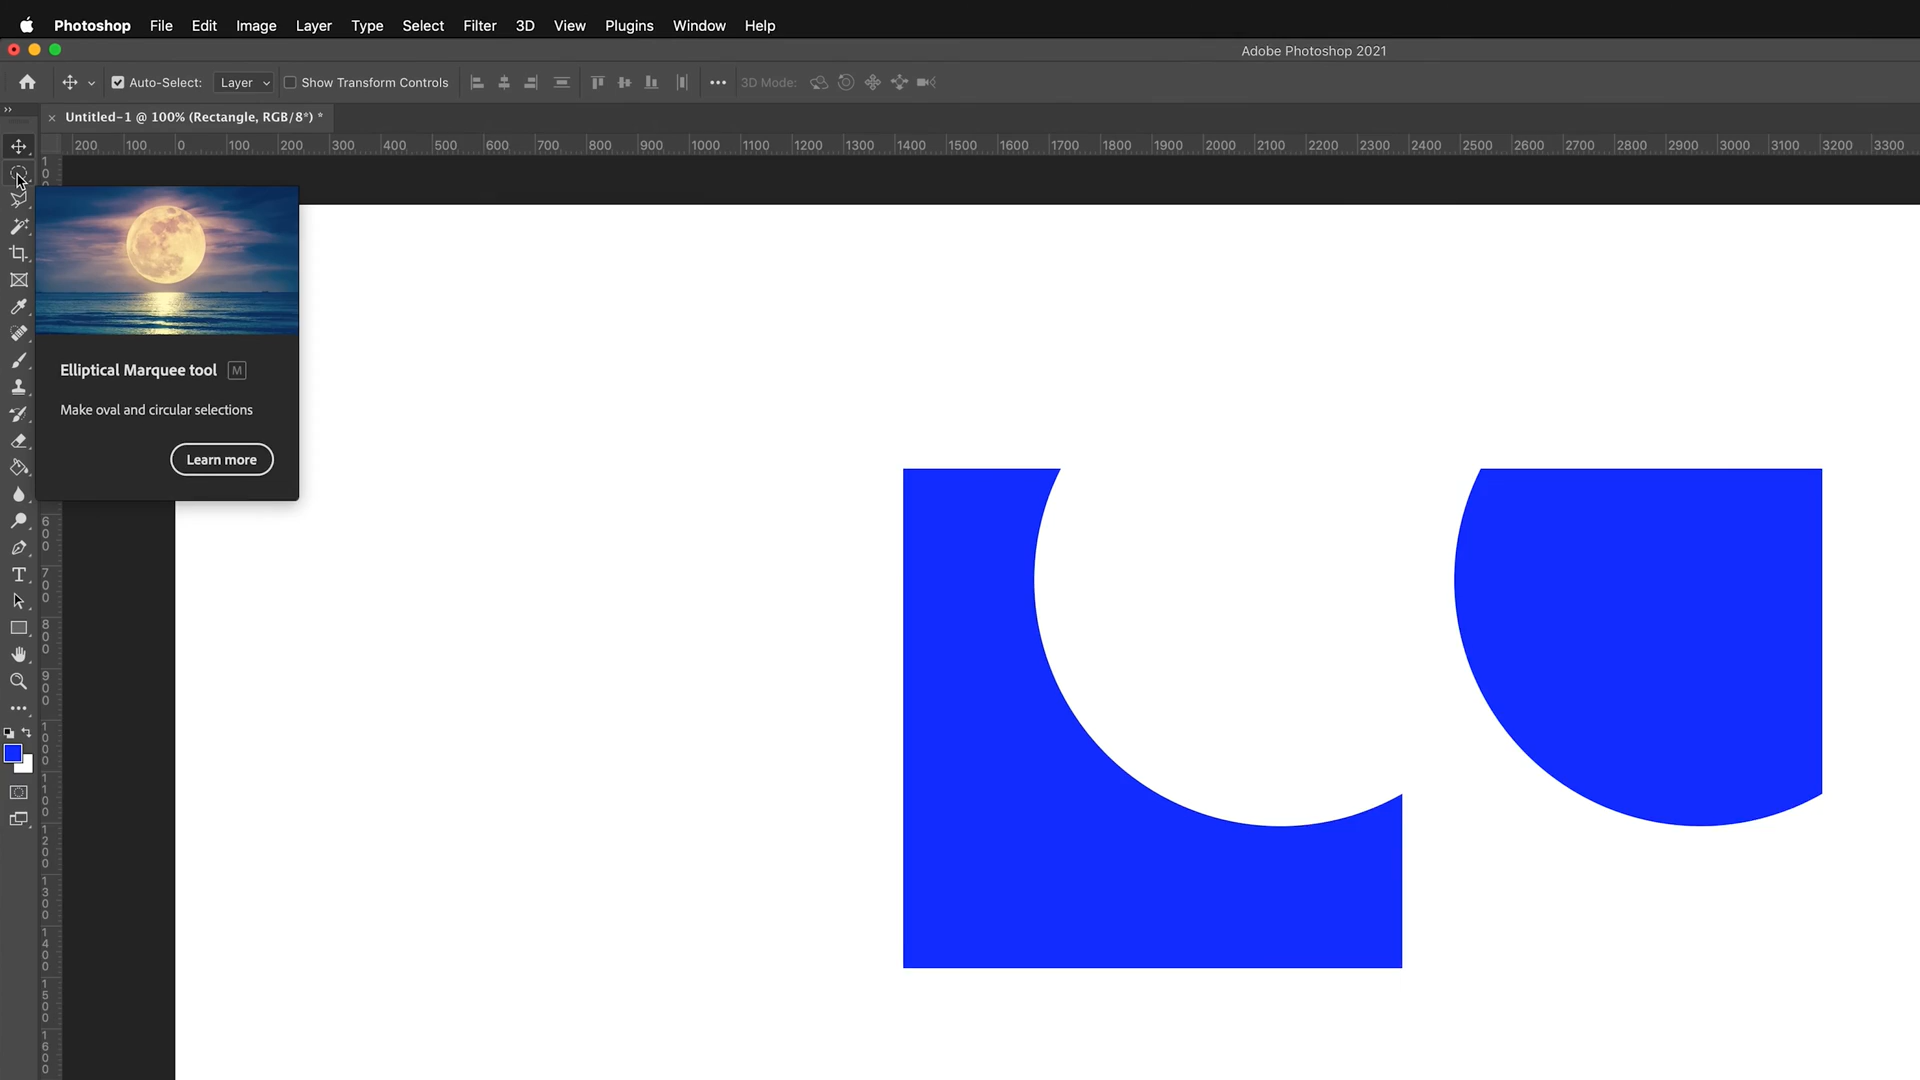 Photoshop File Edit Image Layer Type Select Filter 3D View Plugins Window Help
Adobe Photoshop 2021
Auto-Select: Layer Show Transform Controls 3D Mode:
Untitled-1 @ 100% (Rectangle, RGB/8*) *
200 100 0 100 200 300 400 500 600 700 800 900 1000 1100 1200 1300 1400 1500 1600 1700 1800 1900 2000 2100 2200 2300 2400 2500 2600 2700 2800 2900 3000 3100 3200 3300
Elliptical Marquee tool M
Make oval and circular selections
Learn more
600
700
800
900
1000
1100
1200
1300
1400
1500
1600